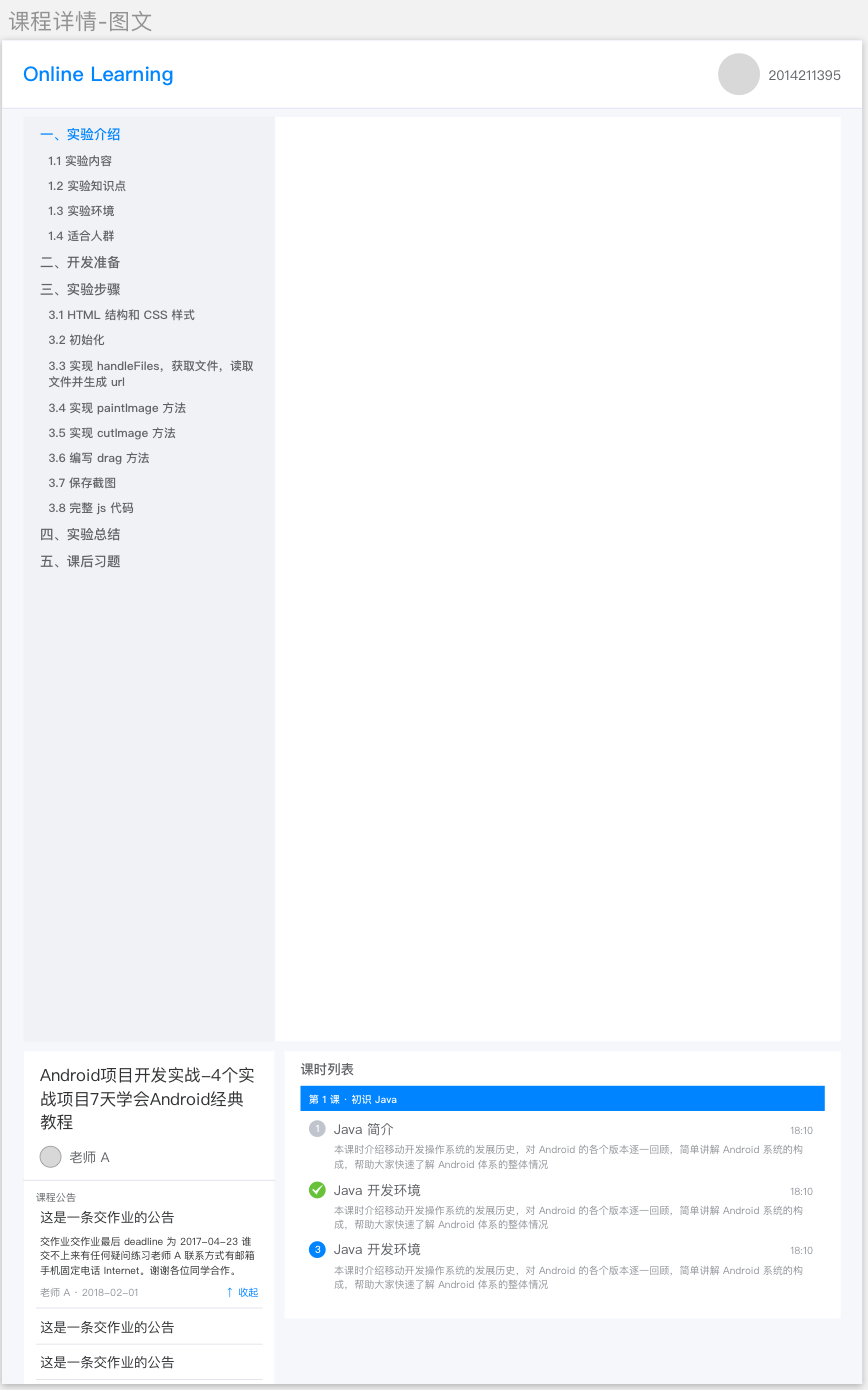 课程详情-图文
Online Learning
2014211395
一、实验介绍
1.1 实验内容
1.2 实验知识点
1.3 实验环境
1.4 适合人群
二、开发准备
三、实验步骤
3.1 HTML 结构和 CSS 样式
3.2 初始化
3.3 实现 handleFiles，获取文件，读取
文件并生成 url
3.4 实现 paintImage 方法
3.5 实现 cutImage 方法
3.6 编写 drag 方法
3.7 保存截图
3.8 完整 js 代码
四、实验总结
五、课后习题
Android项目开发实战-4个实
战项目7天学会Android经典
教程
老师 A
课程公告
这是一条交作业的公告
交作业交作业最后 deadline 为 2017-04-23 谁
交不上来有任何疑问练习老师 A 联系方式有邮箱
手机固定电话 Internet。谢谢各位同学合作。
老师 A · 2018-02-01
↑ 收起
这是一条交作业的公告
这是一条交作业的公告
课时列表
第 1 课 · 初识 Java
1 Java 简介 18:10
本课时介绍移动开发操作系统的发展历史，对 Android 的各个版本逐一回顾，简单讲解 Android 系统的构
成，帮助大家快速了解 Android 体系的整体情况
Java 开发环境 18:10
本课时介绍移动开发操作系统的发展历史，对 Android 的各个版本逐一回顾，简单讲解 Android 系统的构
成，帮助大家快速了解 Android 体系的整体情况
3 Java 开发环境 18:10
本课时介绍移动开发操作系统的发展历史，对 Android 的各个版本逐一回顾，简单讲解 Android 系统的构
成，帮助大家快速了解 Android 体系的整体情况